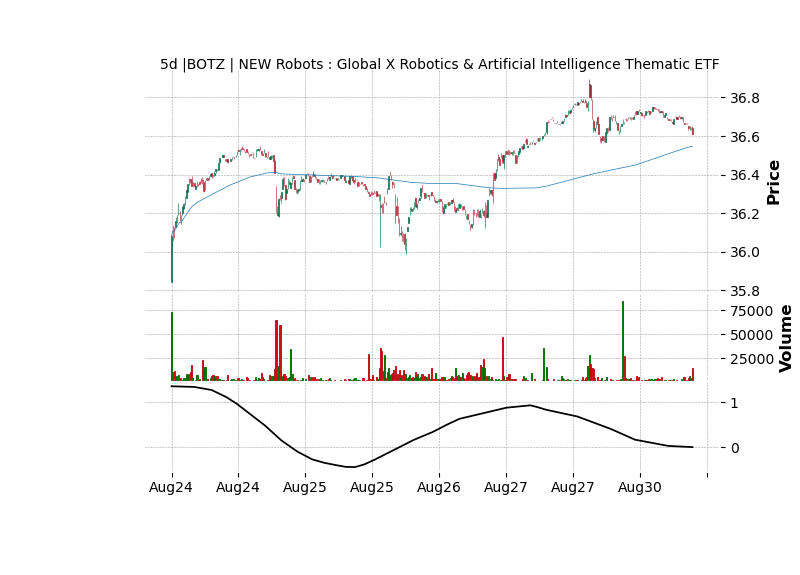 5d |BOTZ | NEW Robots : Global X Robotics & Artificial Intelligence Thematic ETF
36.8
36.6
36.4
36.2
36.0
35.8
Price
75000
50000
25000
Volume
1
0
Aug24 Aug24 Aug25 Aug25 Aug26 Aug27 Aug27 Aug30